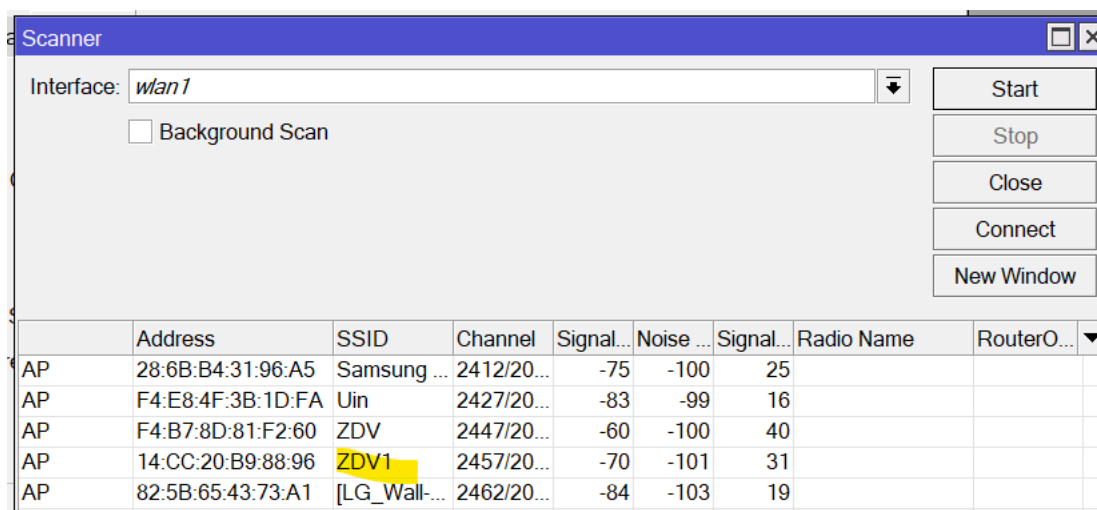 Scanner
Interface: wlan1
Start
Background Scan
Stop
Close
Connect
New Window
Address SSID Channel Signal... Noise ... Signal... Radio Name RouterO...
AP 28:6B:B4:31:96:A5 Samsung ... 2412/20... -75 -100 25
AP F4:E8:4F:3B:1D:FA Uin 2427/20... -83 -99 16
AP F4:B7:8D:81:F2:60 ZDV 2447/20... -60 -100 40
AP 14:CC:20:B9:88:96 ZDV1 2457/20... -70 -101 31
AP 82:5B:65:43:73:A1 [LG_Wall-... 2462/20... -84 -103 19